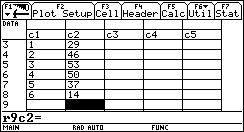 F1 F2 F3 F4 F5 F6 F7
Plot Setup Cell Header Calc Util Stat
DATA
c1 c2 c3 c4 c5
3 1 29
4 2 46
5 3 53
6 4 50
7 5 37
8 6 14
9
r9c2=
MAIN RAD AUTO FUNC